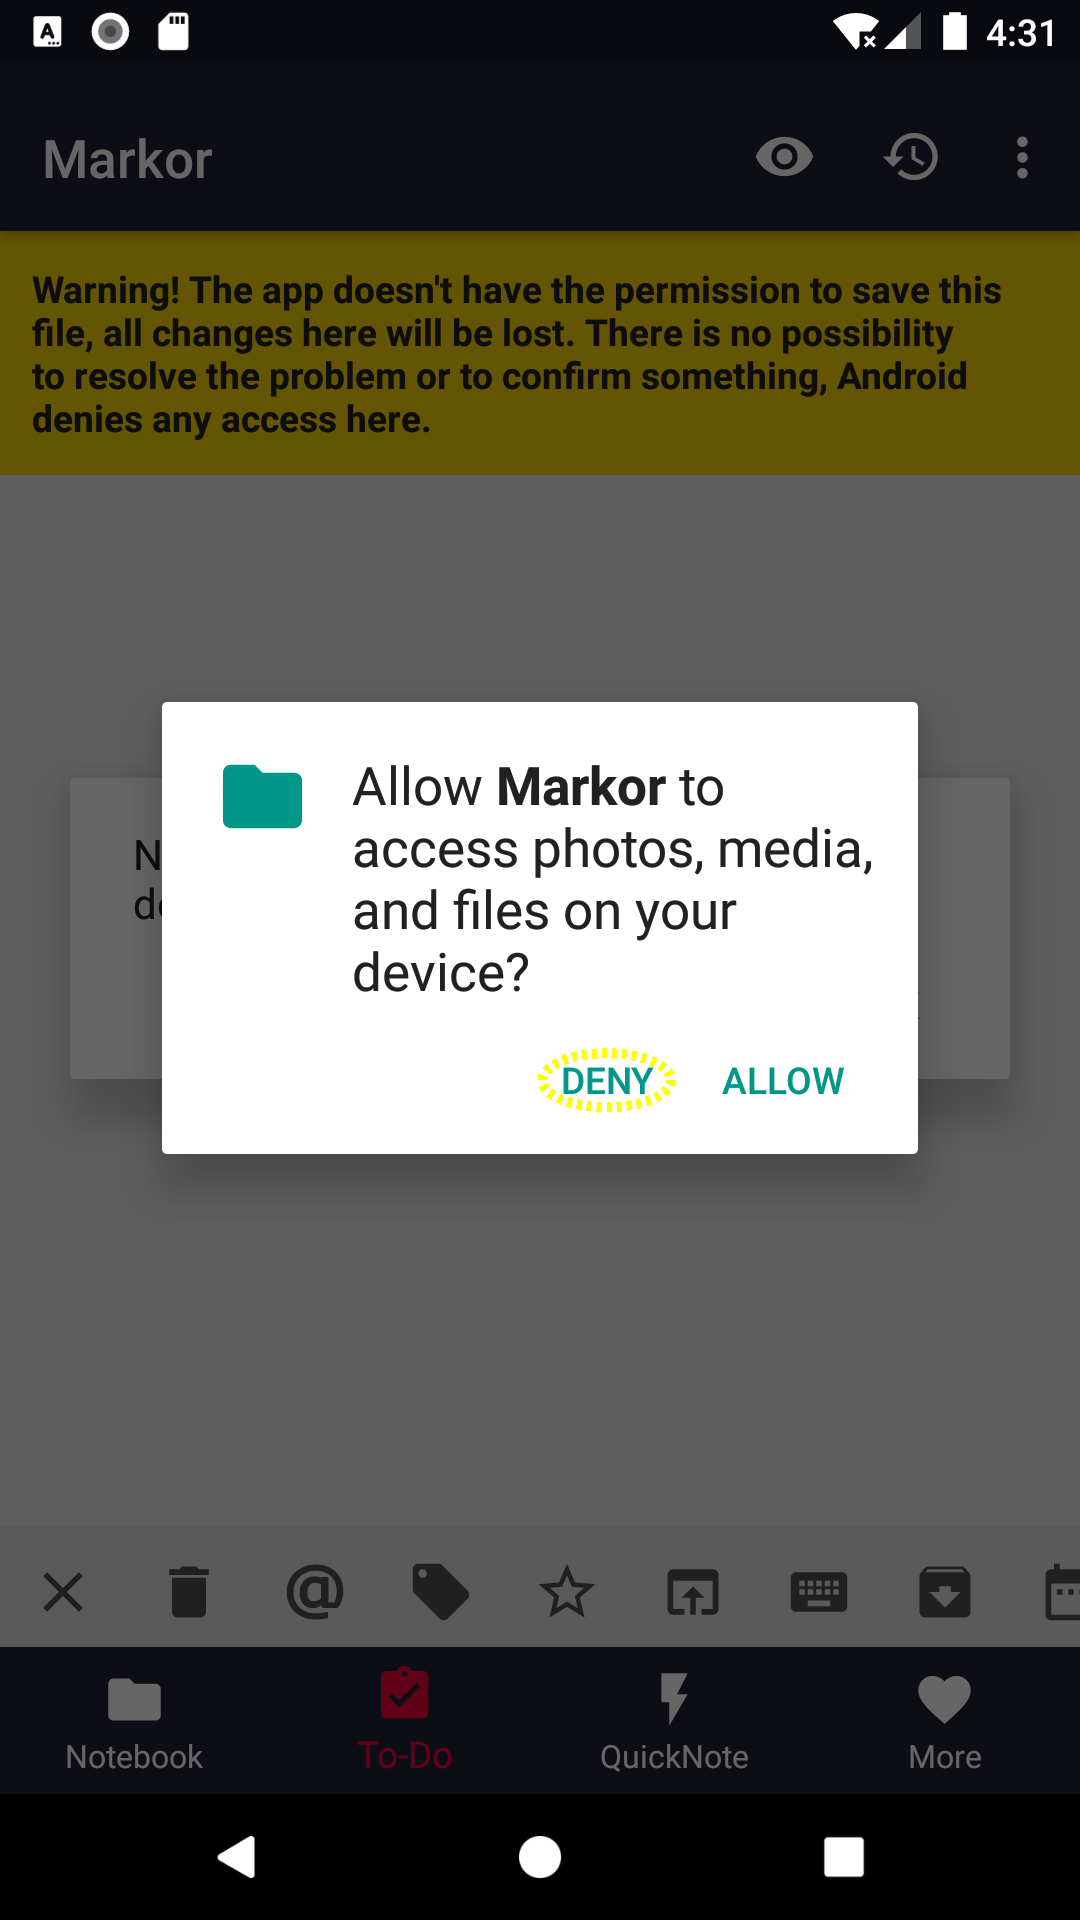 4:31
Markor
Warning! The app doesn't have the permission to save this
file, all changes here will be lost. There is no possibility
to resolve the problem or to confirm something, Android
denies any access here.
Allow Markor to
access photos, media,
and files on your
device?
DENY ALLOW
Notebook To-Do QuickNote More